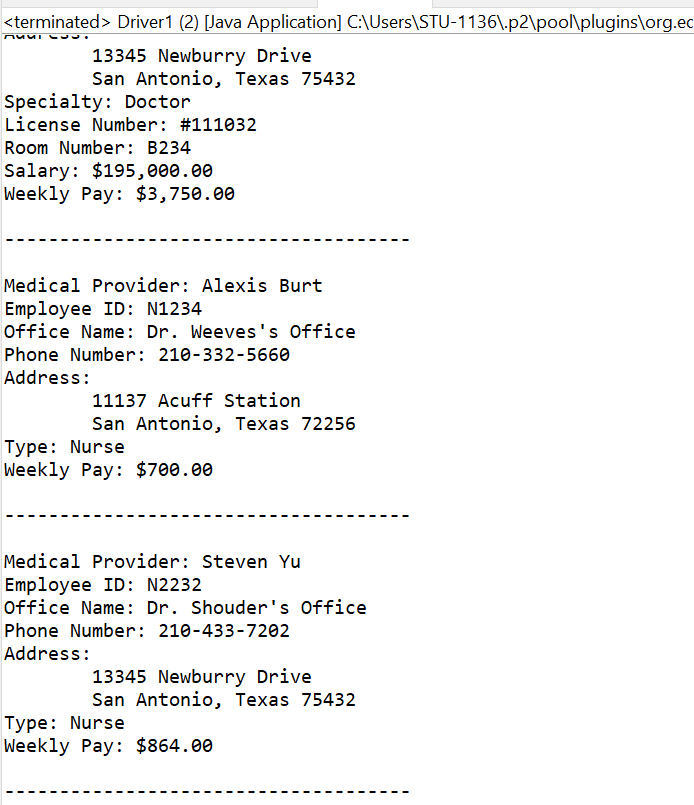 <terminated> Driver1 (2) [Java Application] C:\Users\STU-1136\.p2\pool\plugins\org.ec
Address:
13345 Newburry Drive
San Antonio, Texas 75432
Specialty: Doctor
License Number: #111032
Room Number: B234
Salary: $195,000.00
Weekly Pay: $3,750.00
-------------------------------------
Medical Provider: Alexis Burt
Employee ID: N1234
Office Name: Dr. Weeves's Office
Phone Number: 210-332-5660
Address:
11137 Acuff Station
San Antonio, Texas 72256
Type: Nurse
Weekly Pay: $700.00
-------------------------------------
Medical Provider: Steven Yu
Employee ID: N2232
Office Name: Dr. Shouder's Office
Phone Number: 210-433-7202
Address:
13345 Newburry Drive
San Antonio, Texas 75432
Type: Nurse
Weekly Pay: $864.00
-------------------------------------